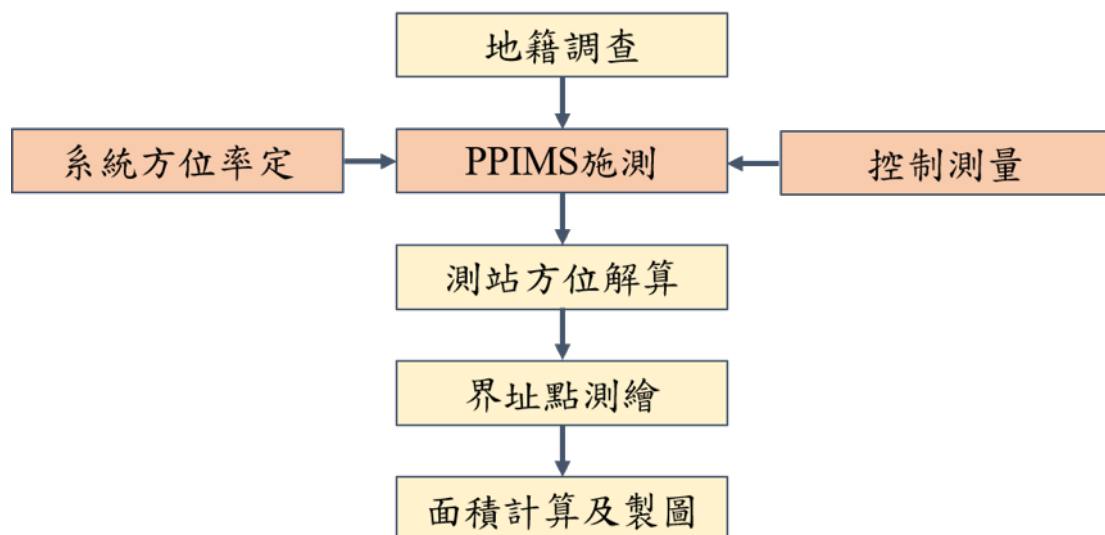 地籍調查
系統方位率定
PPIMS施測
控制測量
測站方位解算
界址點測繪
面積計算及製圖